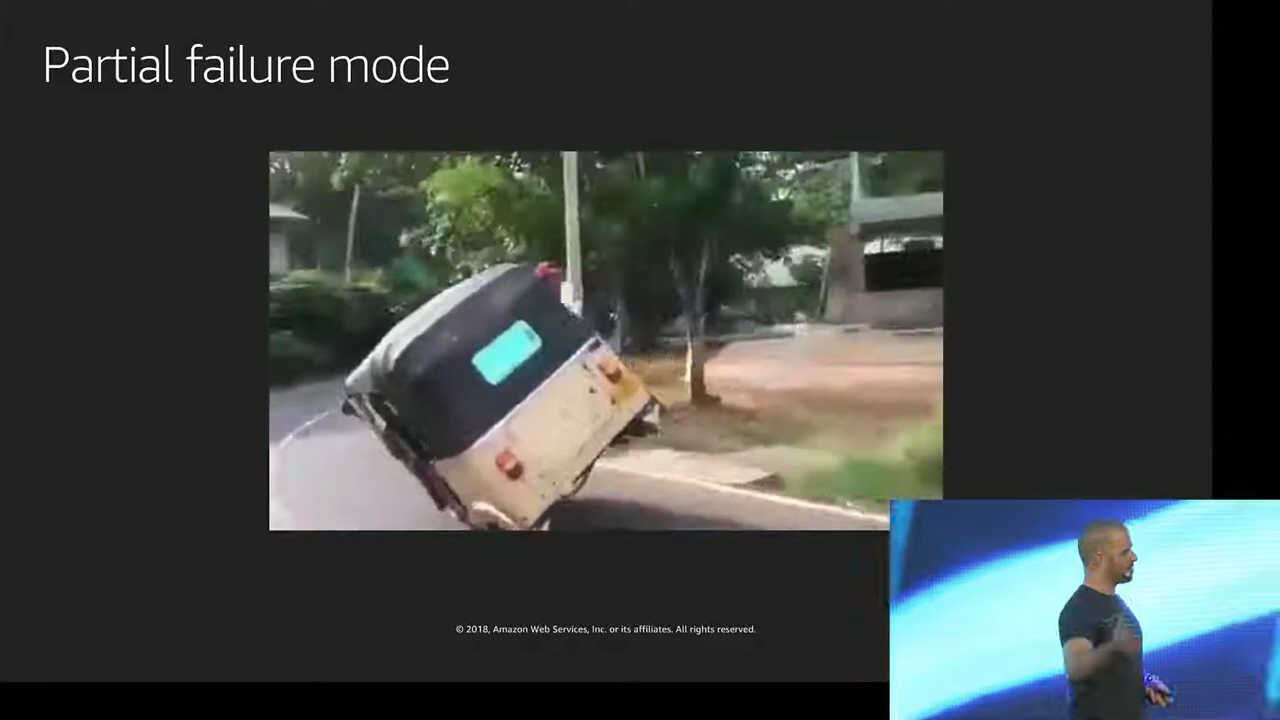 Partial failure mode
© 2018, Amazon Web Services, Inc. or its affiliates. All rights reserved.